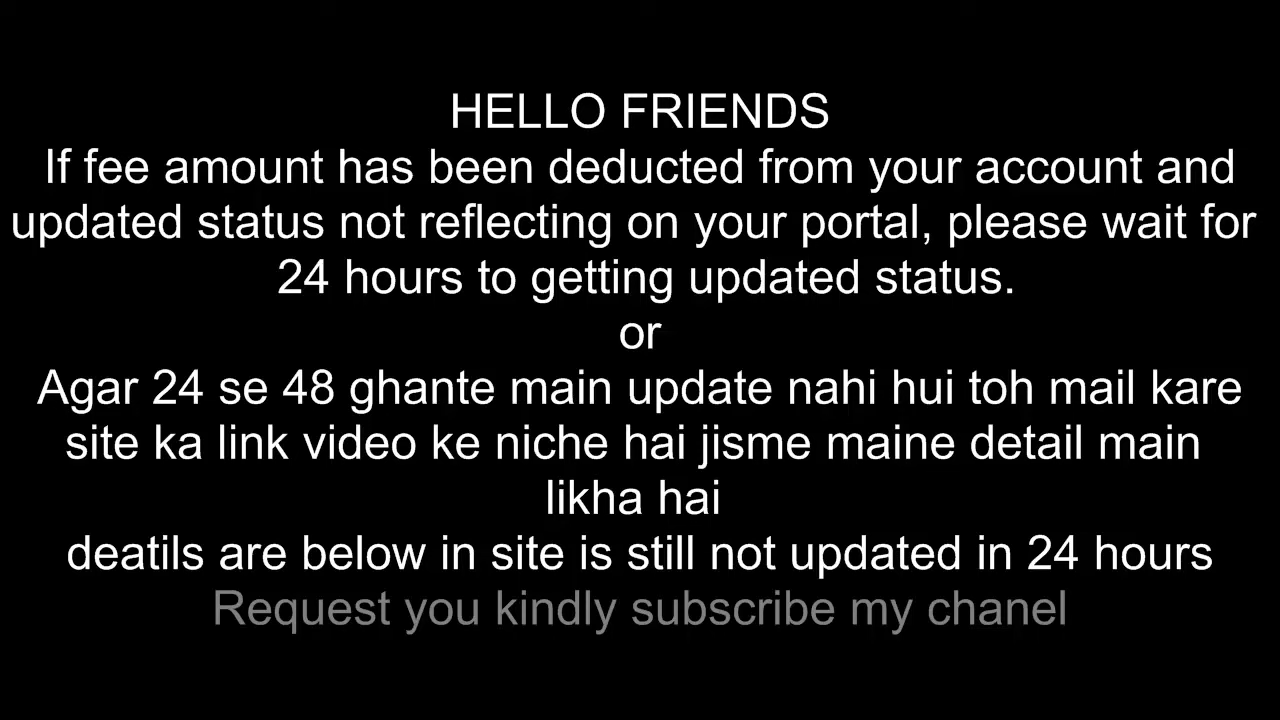 HELLO FRIENDS
If fee amount has been deducted from your account and
updated status not reflecting on your portal, please wait for
24 hours to getting updated status.
or
Agar 24 se 48 ghante main update nahi hui toh mail kare
site ka link video ke niche hai jisme maine detail main
likha hai
deatils are below in site is still not updated in 24 hours
Request you kindly subscribe my chanel